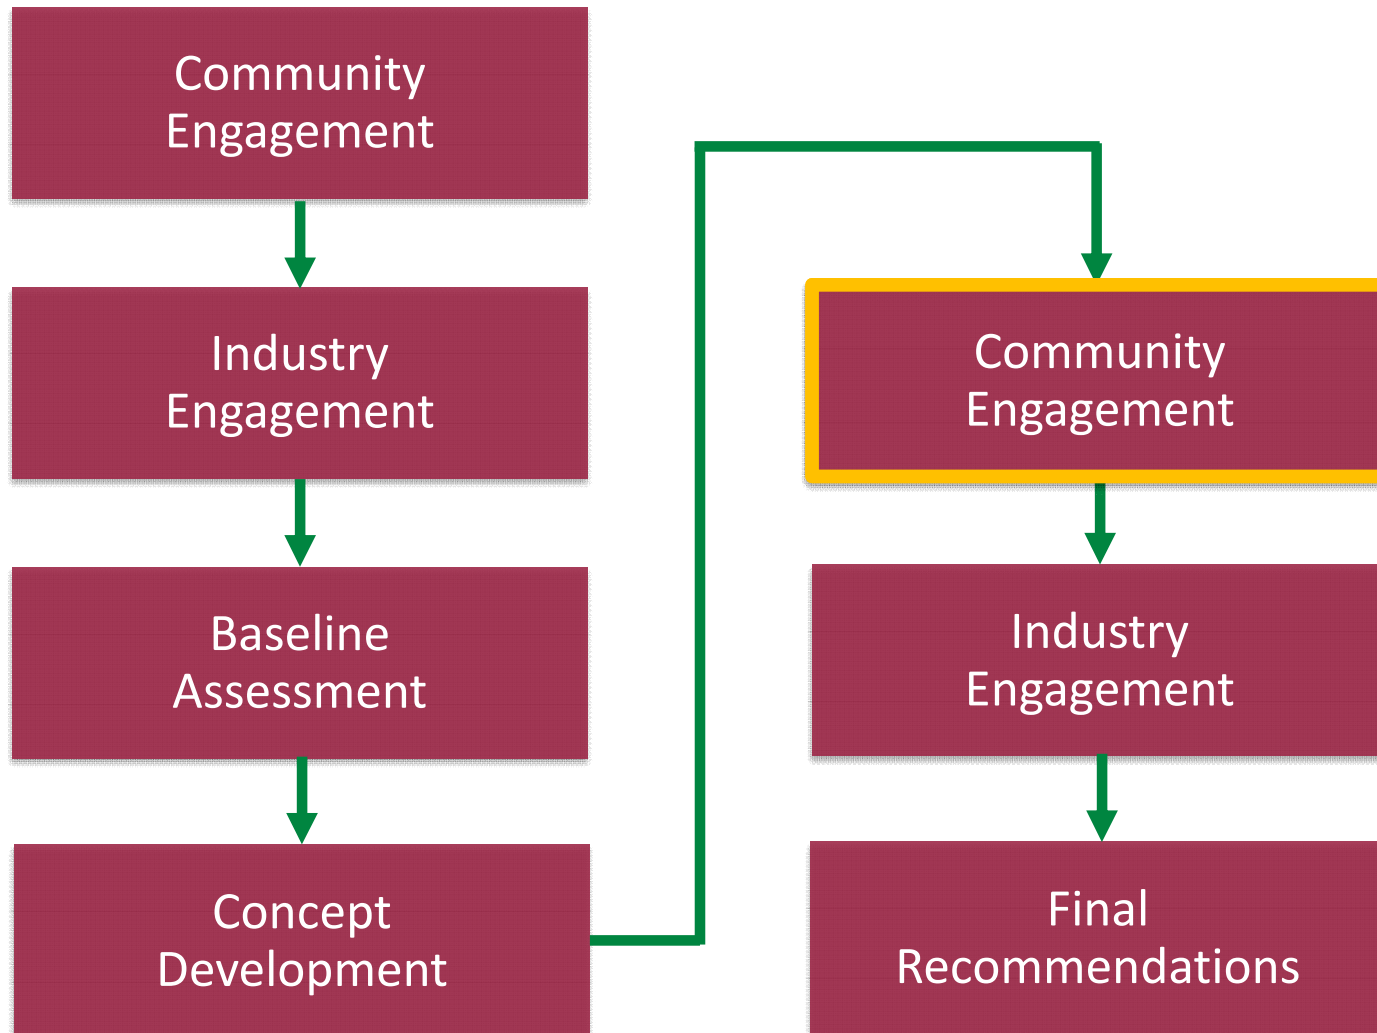 Community
Engagement
Industry
Engagement
Baseline
Assessment
Concept
Development
Community
Engagement
Industry
Engagement
Final
Recommendations